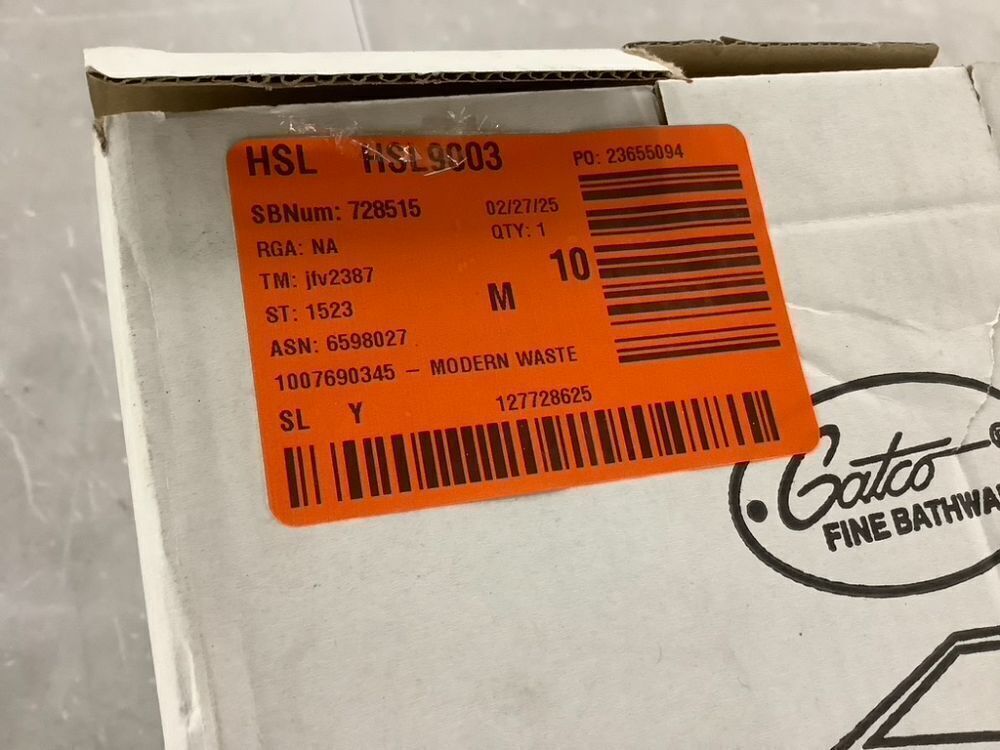 HSL HSL9003 PO: 23655094
SBNum: 728515 02/27/25
RGA: NA QTY: 1
TM: jfv2387 10
ST: 1523 M
ASN: 6598027
1007690345 – MODERN WASTE
SL Y 127728625
Gatco®
FINE BATHWA